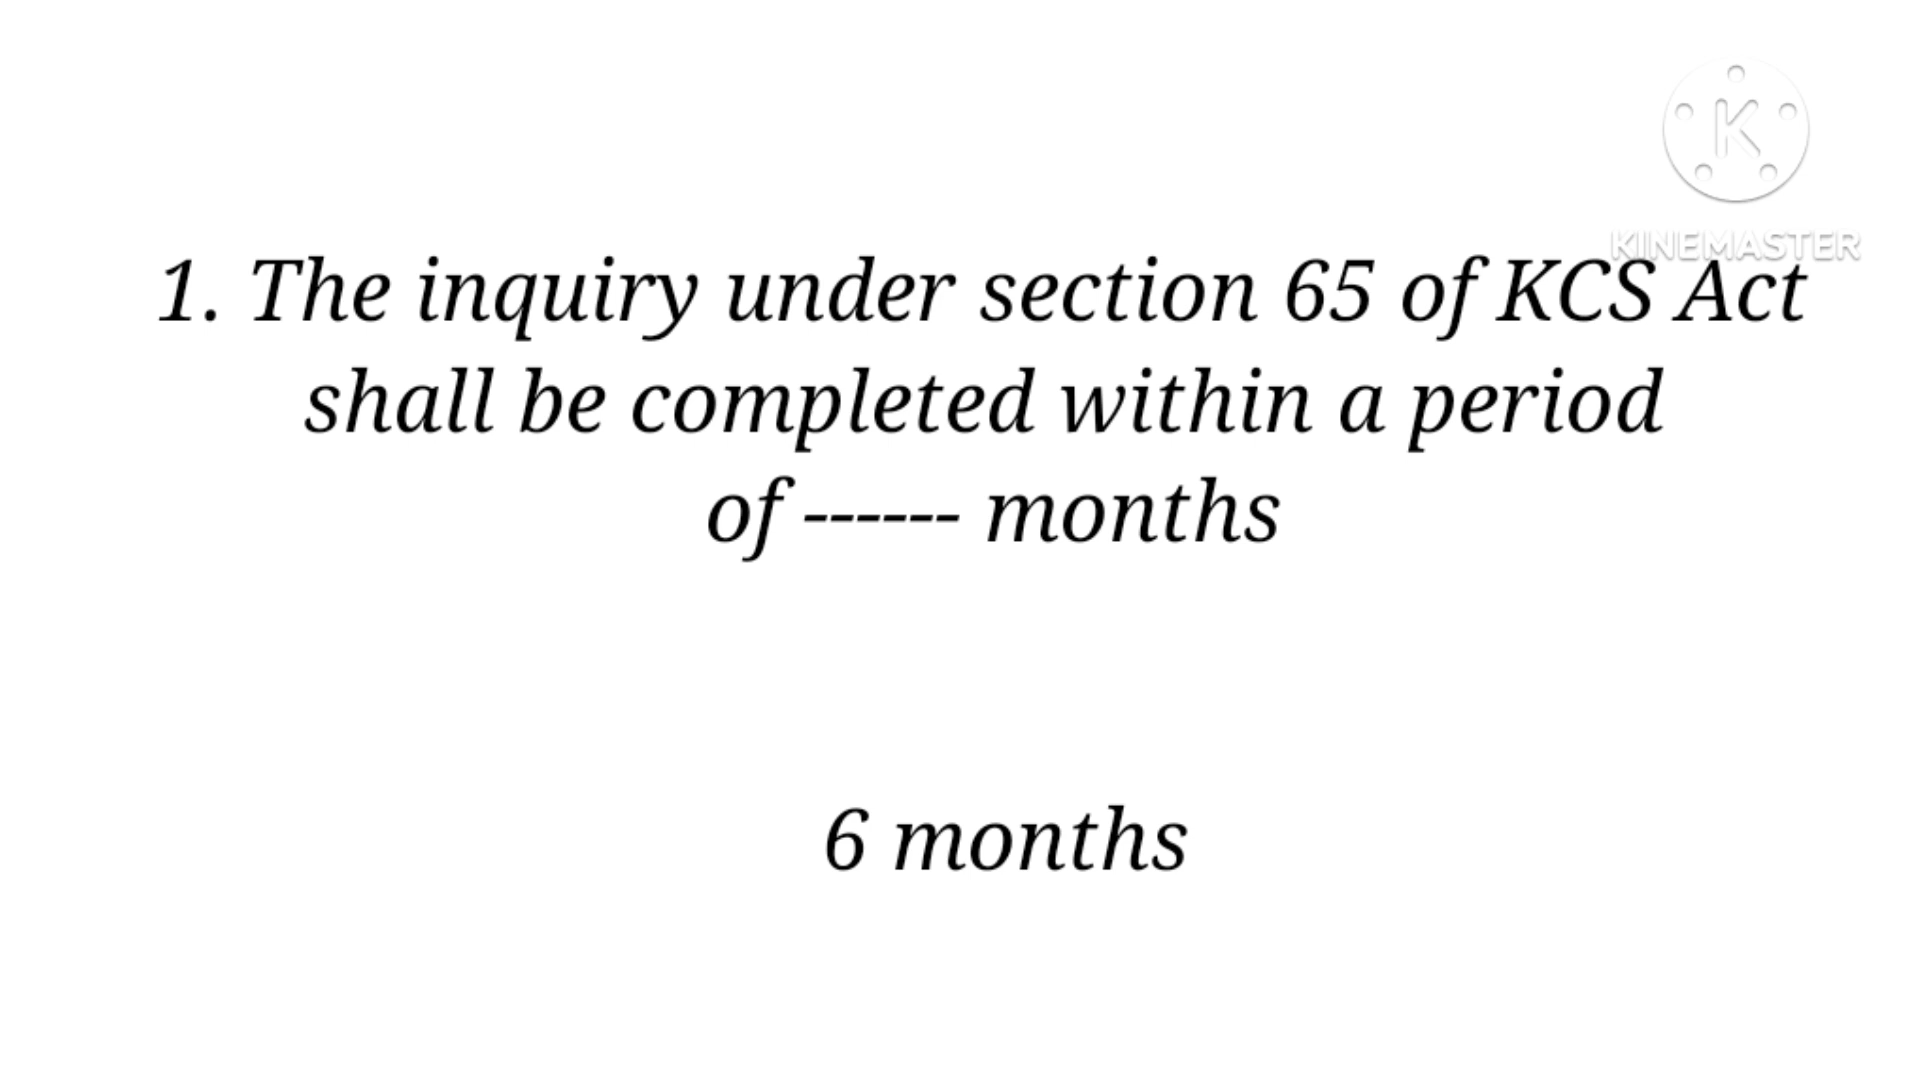 K
KINEMASTER
1. The inquiry under section 65 of KCS Act
shall be completed within a period
of ------ months
6 months